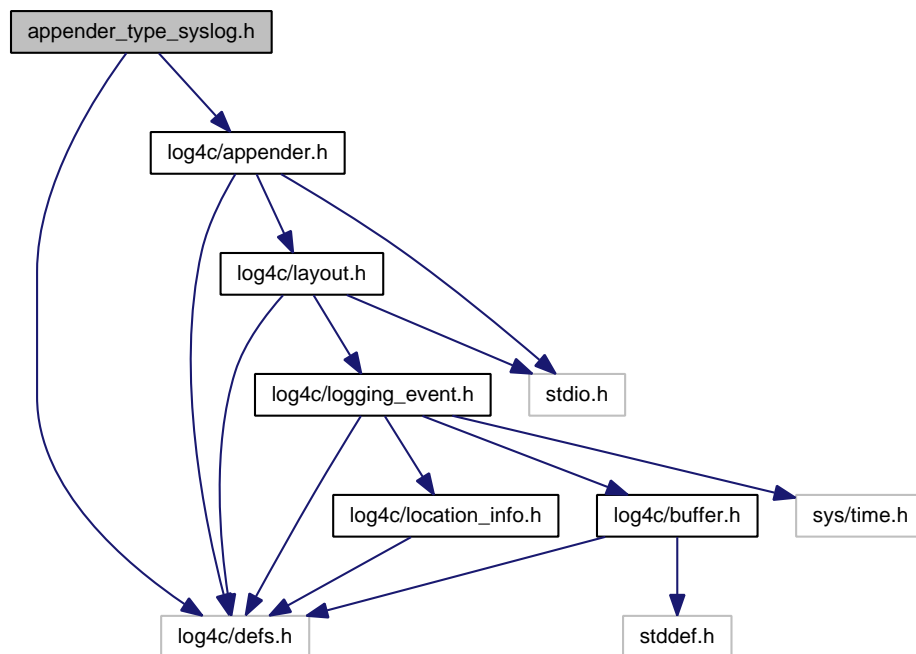 appender_type_syslog.h
log4c/appender.h
log4c/layout.h
log4c/logging_event.h
stdio.h
log4c/location_info.h
log4c/buffer.h
sys/time.h
log4c/defs.h
stddef.h